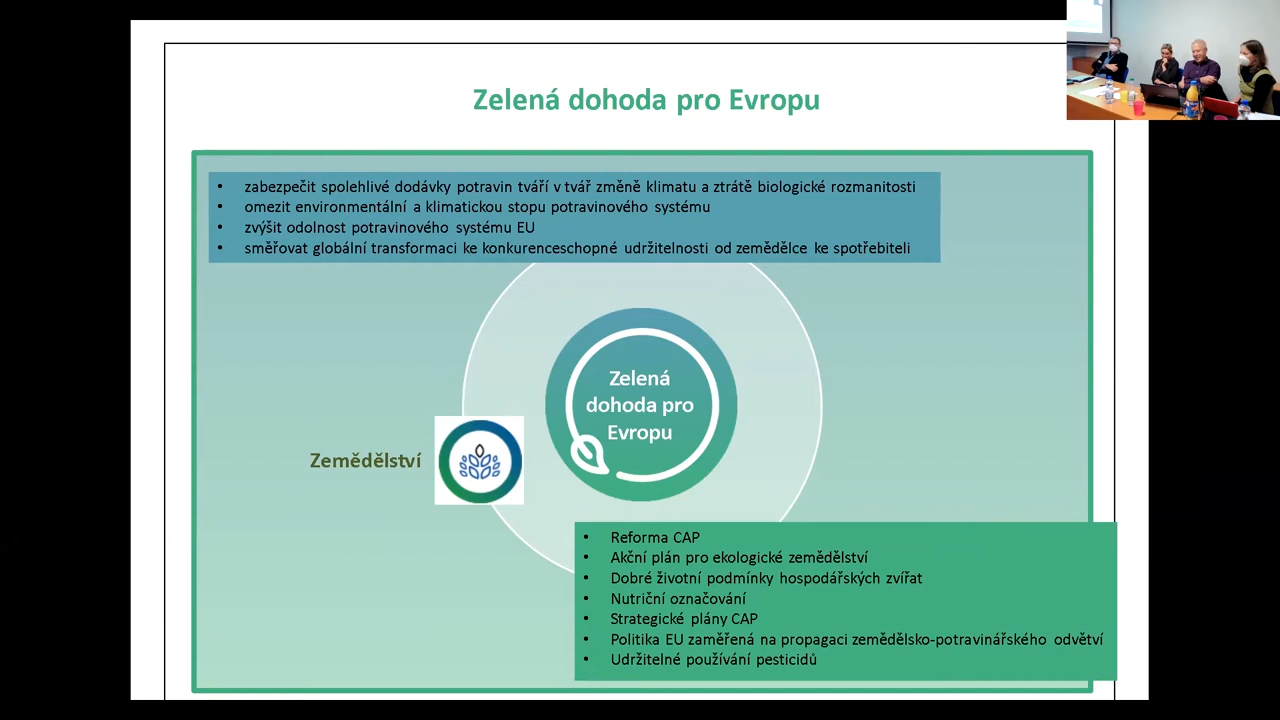 Zelená dohoda pro Evropu
• zabezpečit spolehlivé dodávky potravin tváří v tvář změně klimatu a ztrátě biologické rozmanitosti
• omezit environmentální a klimatickou stopu potravinového systému
• zvýšit odolnost potravinového systému EU
• směřovat globální transformaci ke konkurenceschopné udržitelnosti od zemědělce ke spotřebiteli
Zelená
dohoda pro
Evropu
Zemědělství
• Reforma CAP
• Akční plán pro ekologické zemědělství
• Dobré životní podmínky hospodářských zvířat
• Nutriční označování
• Strategické plány CAP
• Politika EU zaměřená na propagaci zemědělsko-potravinářského odvětví
• Udržitelné používání pesticidů